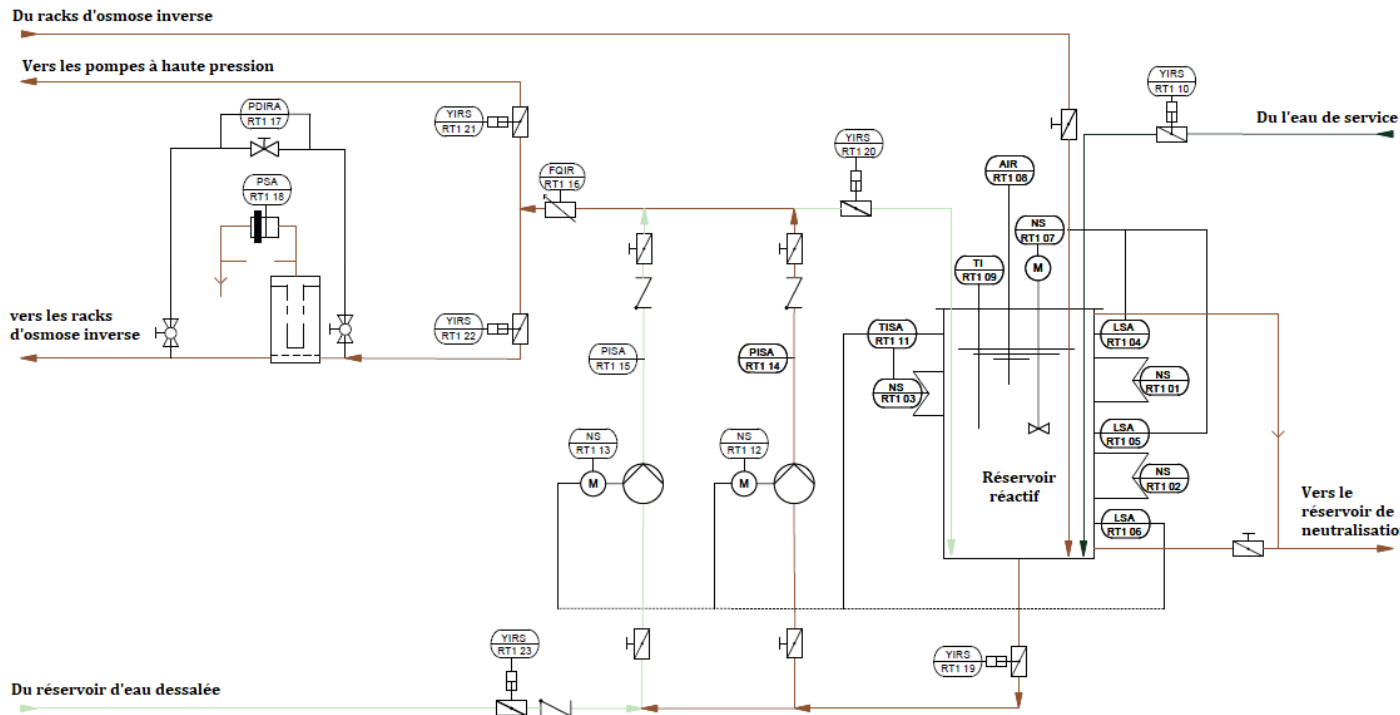 Du racks d'osmose inverse
Vers les pompes à haute pression
YIRS
RT1 10
PDIRA
RT1 17
YIRS
RT1 21
Du l'eau de service
YIRS
RT1 20
AIR
RT1 08
FQIR
RT1 16
PSA
RT1 18
NS
RT1 07
M
TI
RT1 09
vers les racks
d'osmose inverse
YIRS
RT1 22
TISA
RT1 11
LSA
RT1 04
PISA
RT1 15
PISA
RT1 14
NS
RT1 03
NS
RT1 01
NS
RT1 13
NS
RT1 12
LSA
RT1 05
M
M
Réservoir
réactif
NS
RT1 02
LSA
RT1 06
Vers le
réservoir de
neutralisatio
YIRS
RT1 23
YIRS
RT1 19
Du réservoir d'eau dessalée